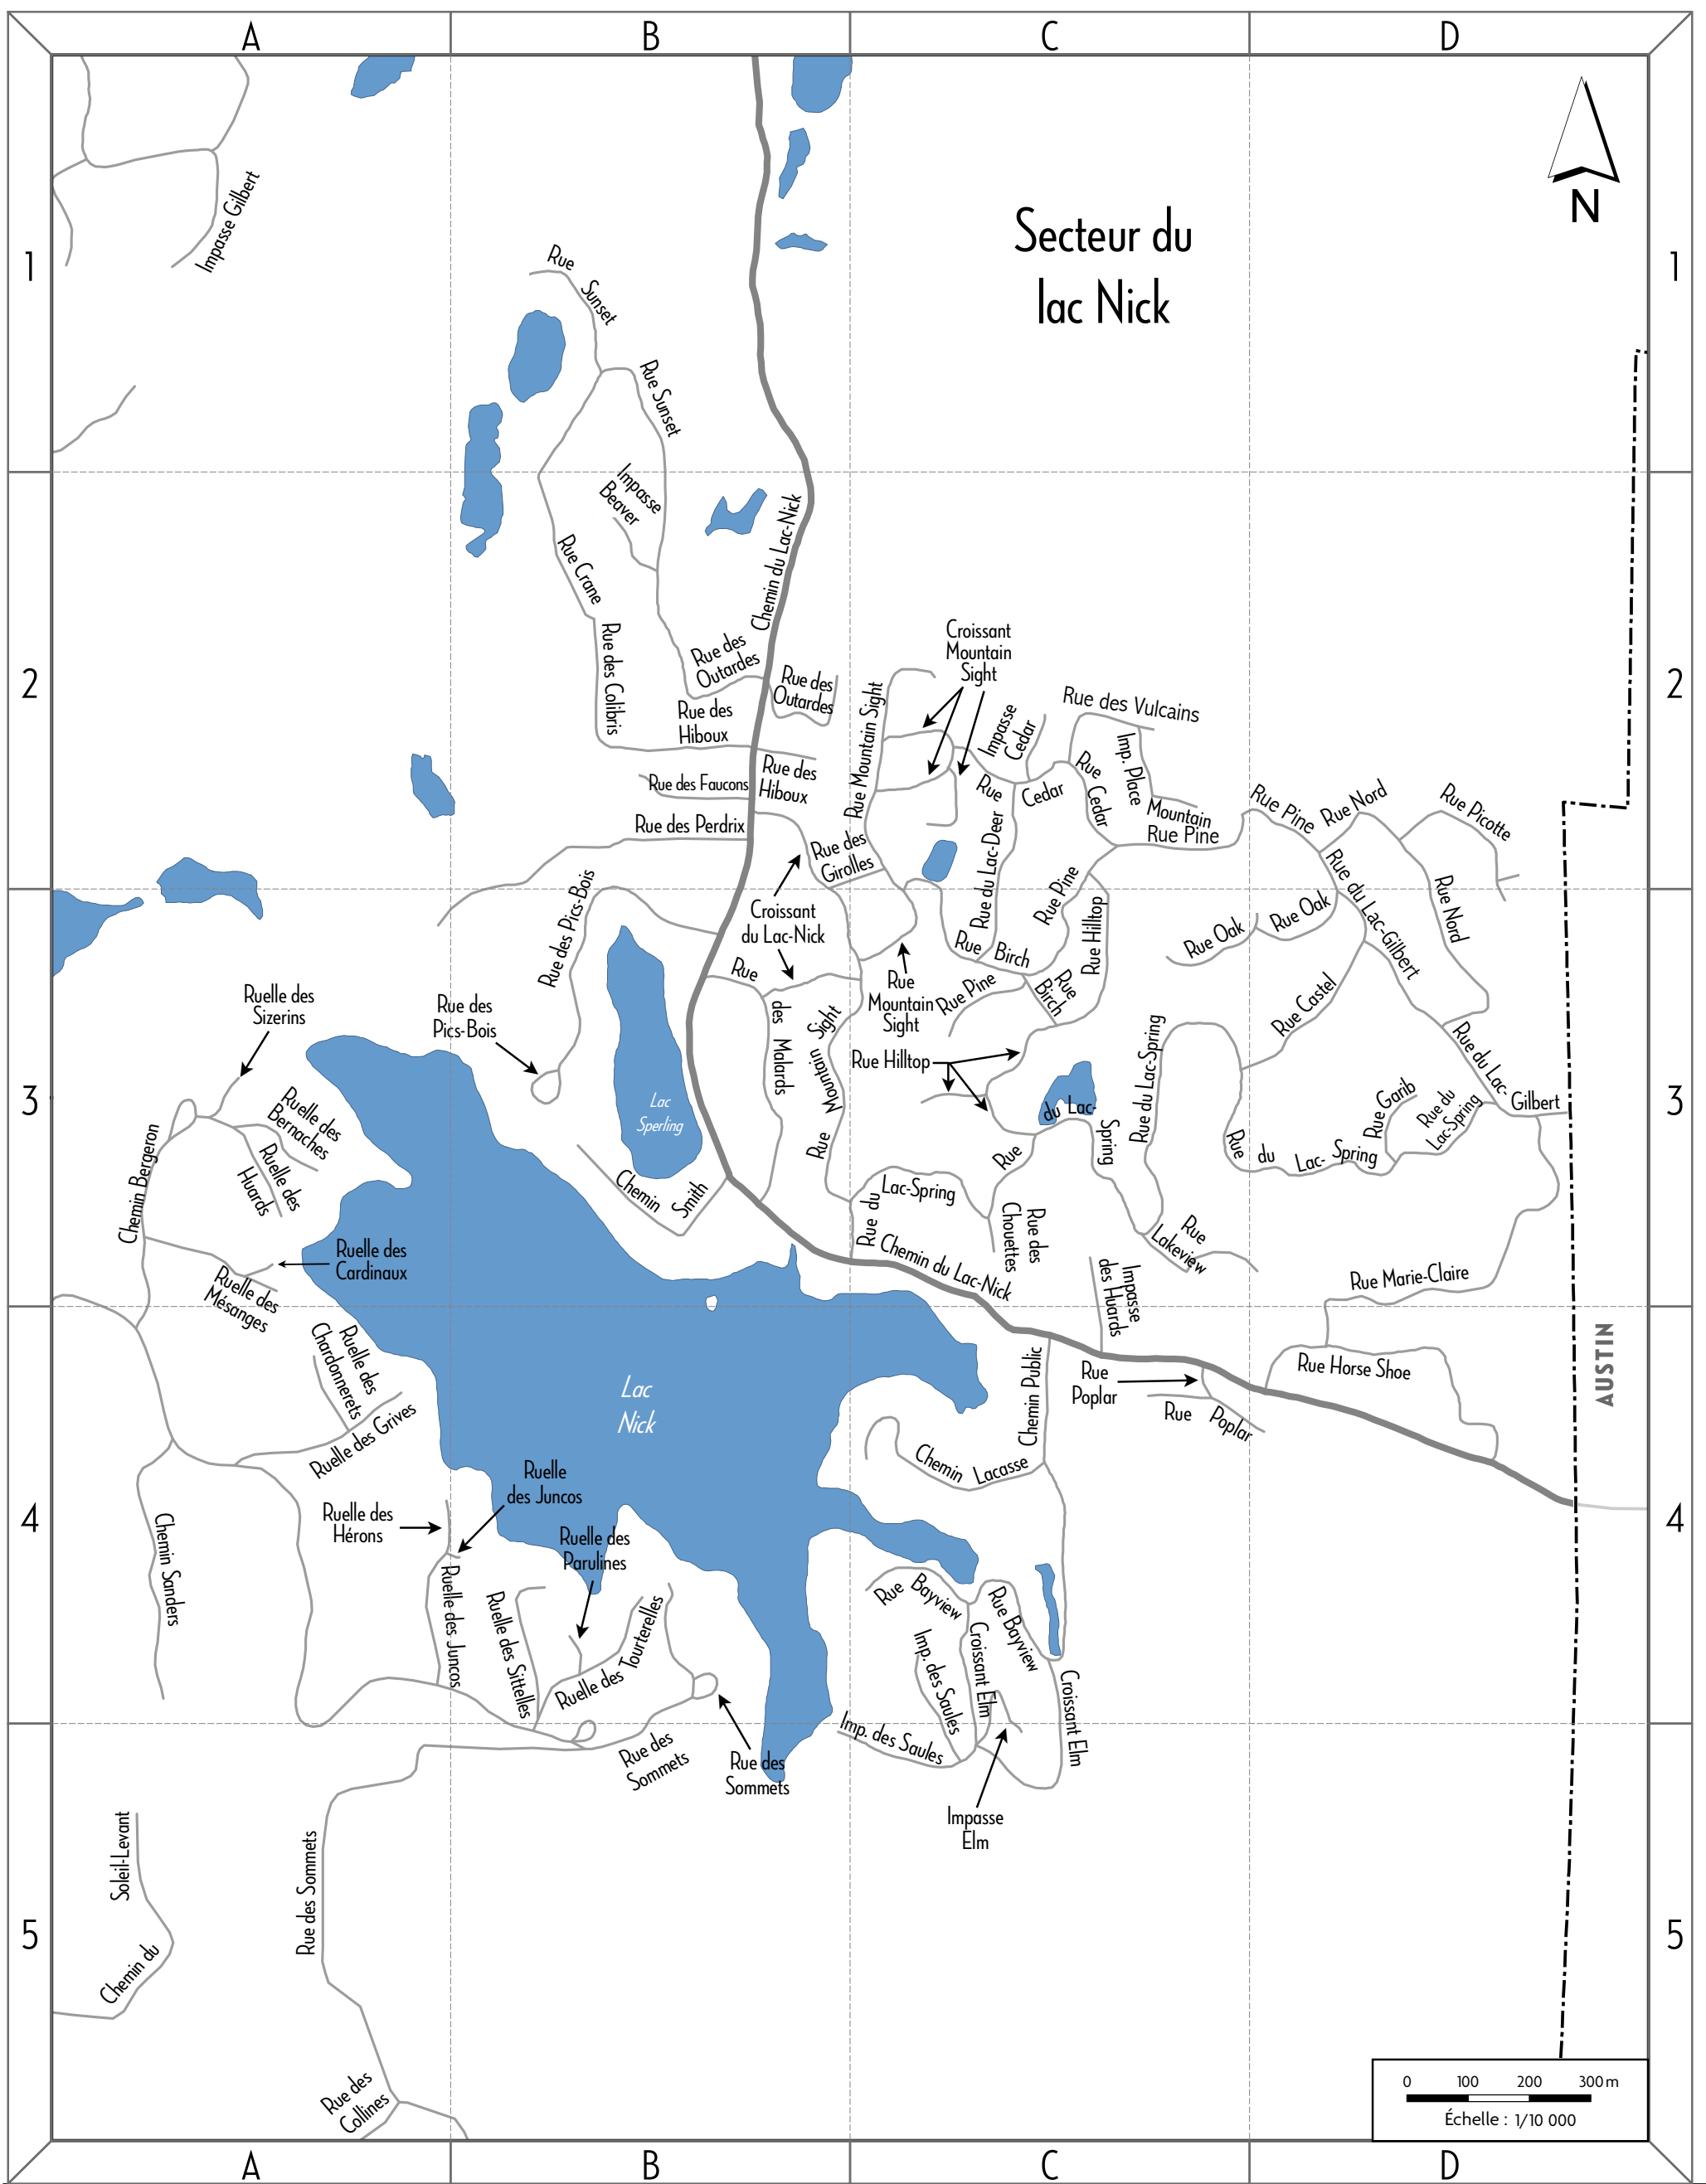 A
B
C
D
N
Secteur du
lac Nick
1
1
Impasse Gilbert
Rue
Sunset
Rue Sunset
Impasse
Beaver
Chemin du Lac-Nick
Rue Crane
Rue des Colibris
Rue des
Outardes
Rue des
Outardes
2
2
Croissant
Mountain
Sight
Rue des
Hiboux
Rue des
Hiboux
Rue des Faucons
Rue des Perdrix
Rue Mountain Sight
Impasse
Cedar
Rue des Vulcains
Imp. Place
Mountain
Rue
Cedar
Rue
Cedar
Rue Pine
Rue Pine
Rue Nord
Rue Picotte
Rue des
Girolles
Rue du Lac-Deer
Rue Pine
Rue Hilltop
Rue Oak
Rue Oak
Rue du Lac-Gilbert
Rue Nord
Croissant
du Lac-Nick
Rue des Pics-Bois
Rue
Birch
Rue
Mountain
Sight
Rue Pine
Rue
Birch
Rue Castel
Ruelle des
Sizerins
Rue des
Pics-Bois
Rue
des
Malards
Sight
Mountain
Rue
Rue Hilltop
Rue du Lac-Spring
Rue du Lac-
Gilbert
3
3
Lac
Sperling
Ruelle des
Bernaches
Ruelle des
Huards
Chemin Bergeron
du Lac-
Spring
Rue
Rue Garib
Rue du
Lac-Spring
Rue
du
Lac-
Spring
Chemin
Smith
Rue du
Lac-Spring
Rue des
Chouettes
Rue
Lakeview
Ruelle des
Cardinaux
Ruelle des
Mésanges
Chemin du Lac-Nick
Impasse
des Huards
Rue Marie-Claire
AUSTIN
Ruelle des
Chardonnerets
Ruelle des Grives
Lac
Nick
Chemin Public
Rue
Poplar
Rue
Poplar
Rue Horse Shoe
Chemin
Lacasse
4
4
Ruelle
des Juncos
Ruelle des
Hérons
Ruelle des
Parulines
Chemin Sanders
Ruelle des Juncos
Ruelle des Sittelles
Ruelle des Tourterelles
Rue
Bayview
Rue Bayview
Imp. des Saules
Croissant Elm
Croissant Elm
Imp. des Saules
Rue des
Sommets
Rue des
Sommets
Impasse
Elm
Soleil-Levant
Chemin du
Rue des Sommets
5
5
Rue des
Collines
0
100
200
300 m
Échelle : 1/10 000
A
B
C
D